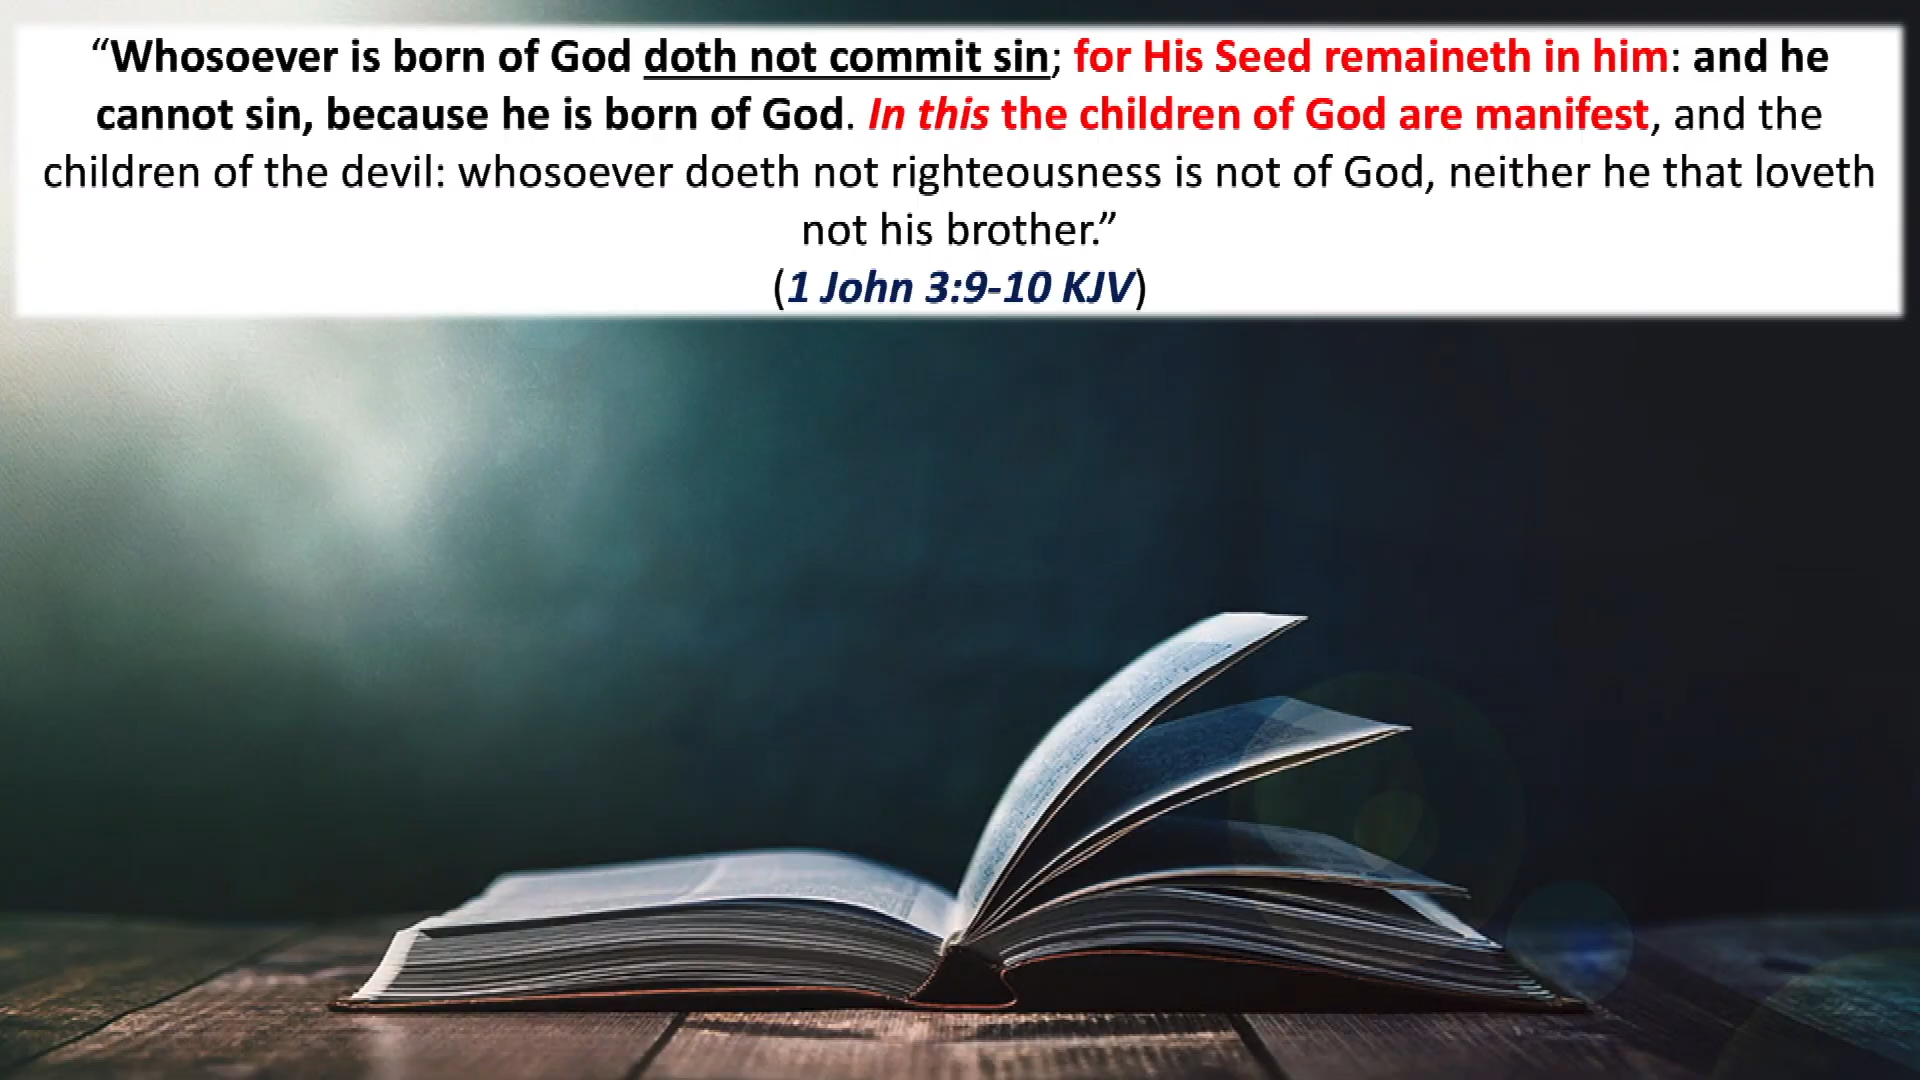 “Whosoever is born of God doth not commit sin; for His Seed remaineth in him: and he
cannot sin, because he is born of God. In this the children of God are manifest, and the
children of the devil: whosoever doeth not righteousness is not of God, neither he that loveth
not his brother.”
(1 John 3:9-10 KJV)